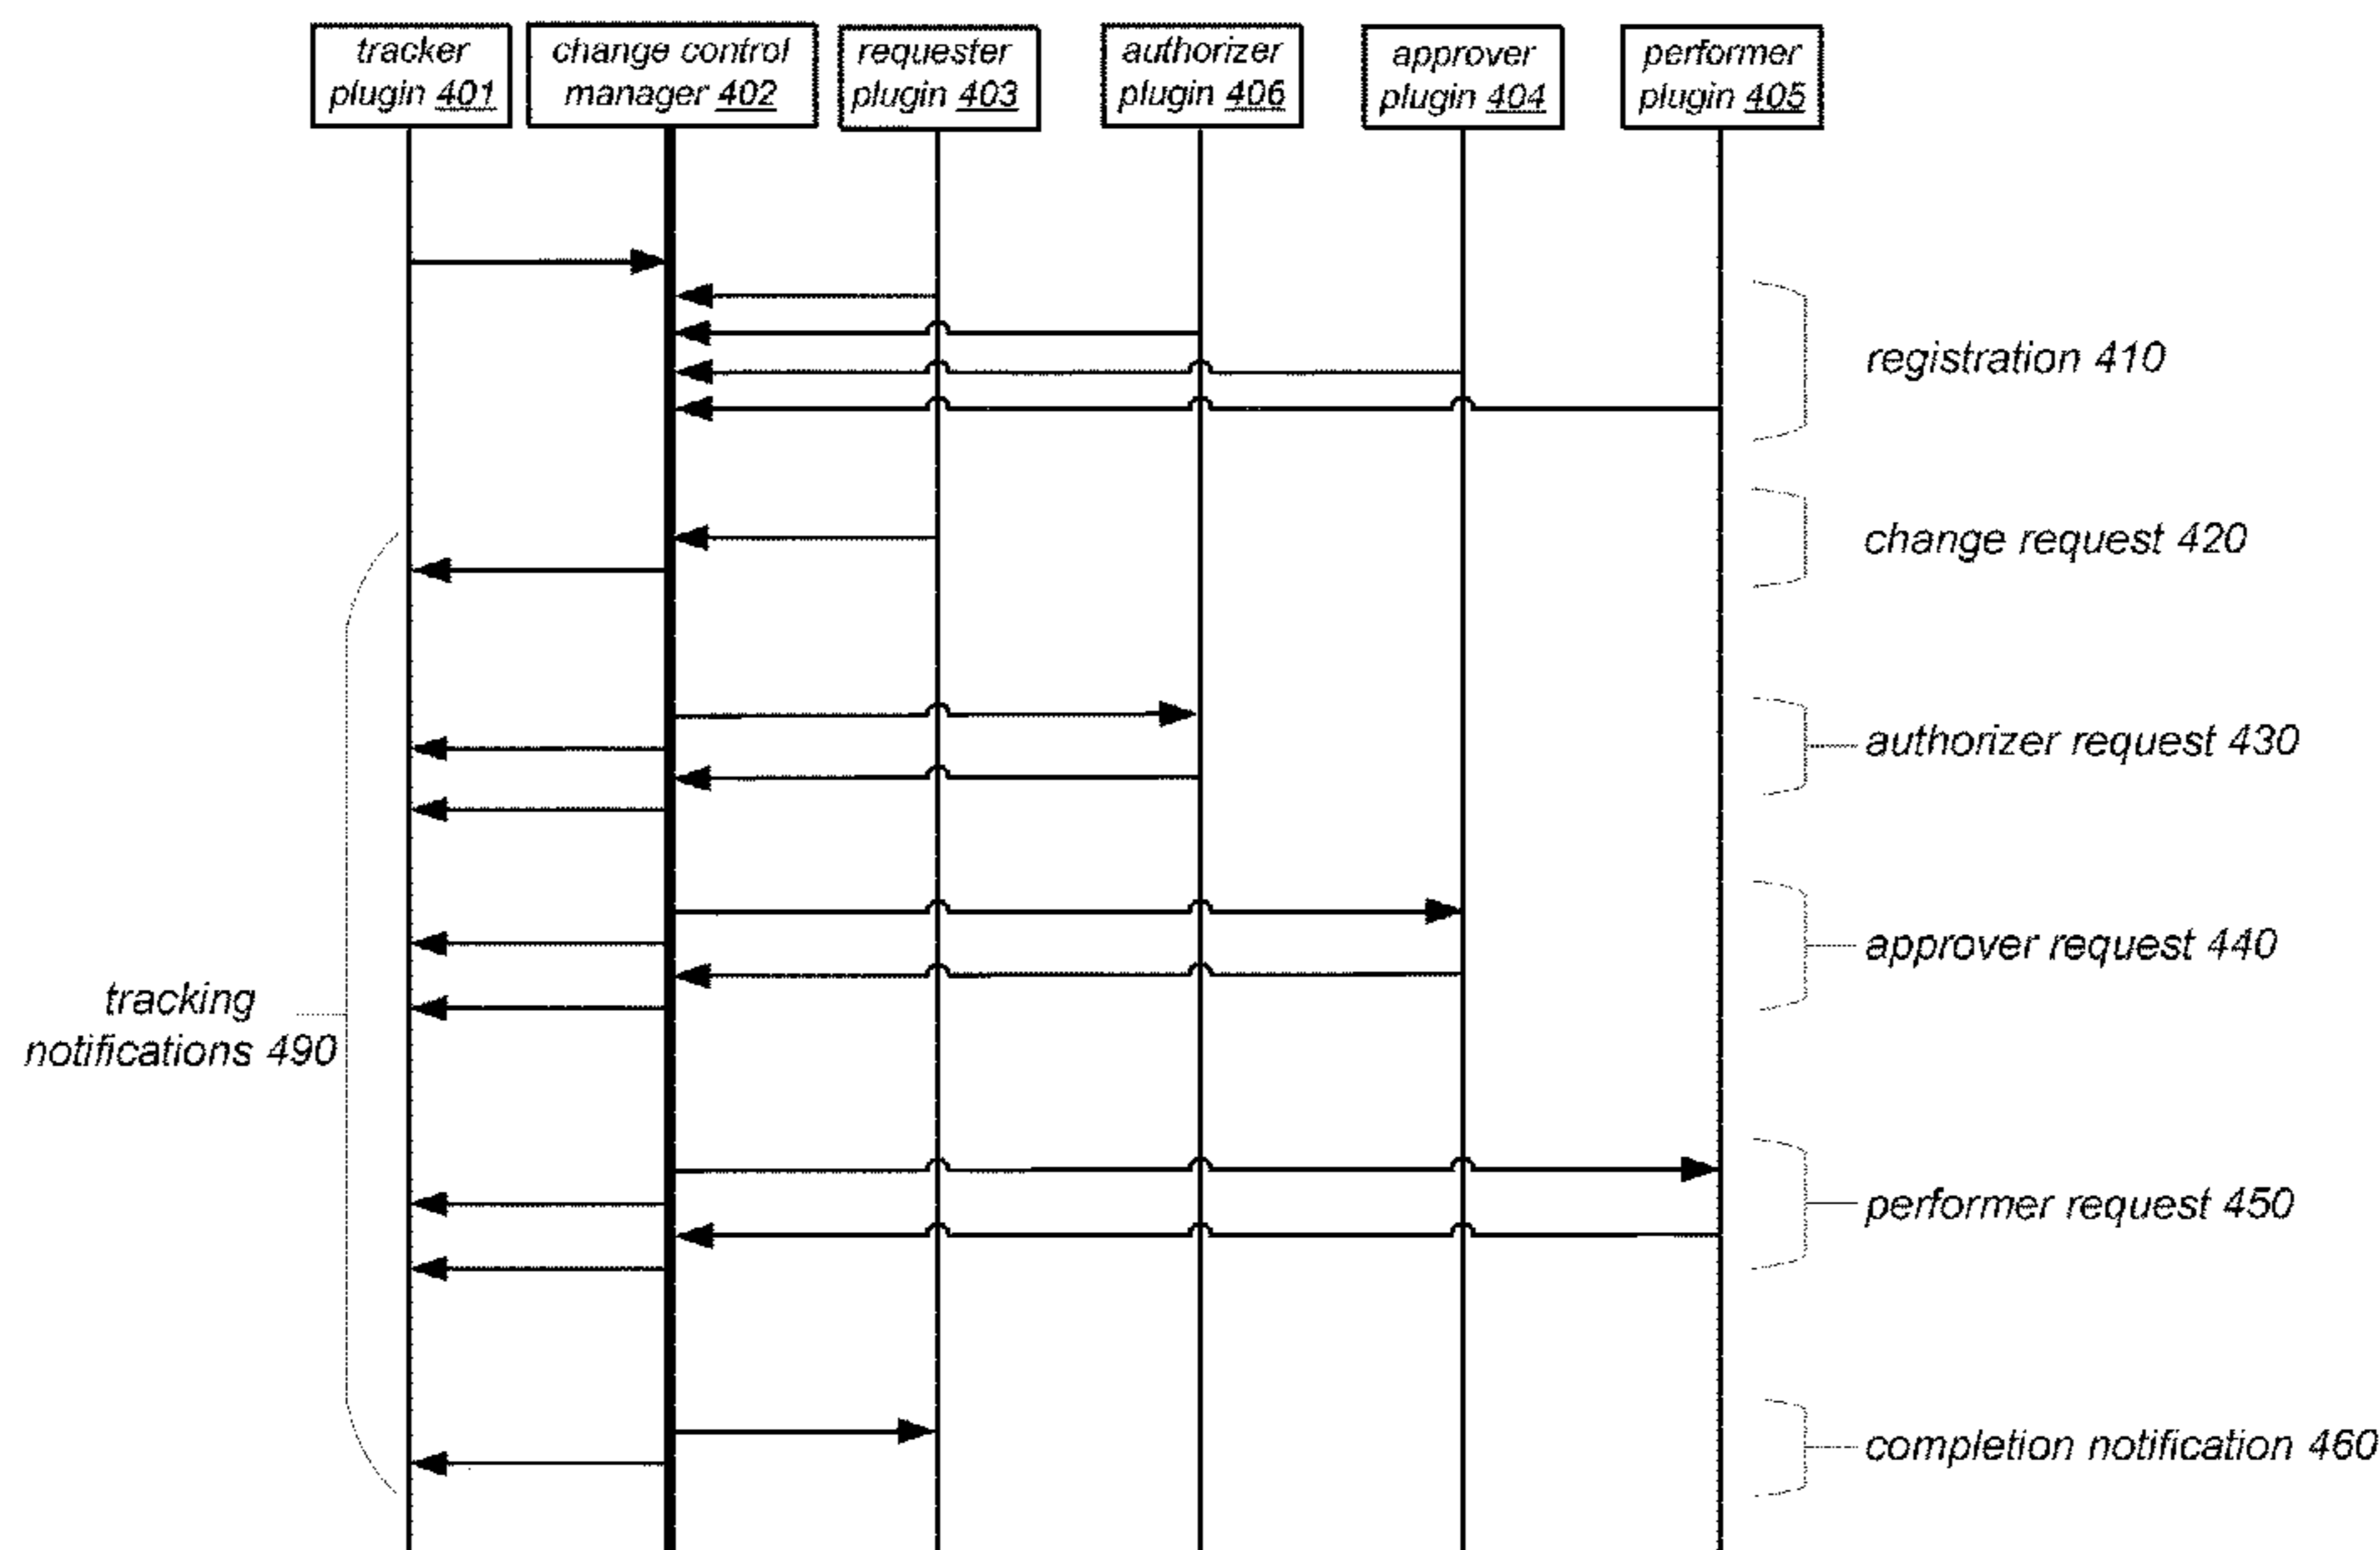 tracker
plugin 401
change control
manager 402
requester
plugin 403
authorizer
plugin 406
approver
plugin 404
performer
plugin 405
registration 410
change request 420
authorizer request 430
approver request 440
tracking
notifications 490
performer request 450
completion notification 460